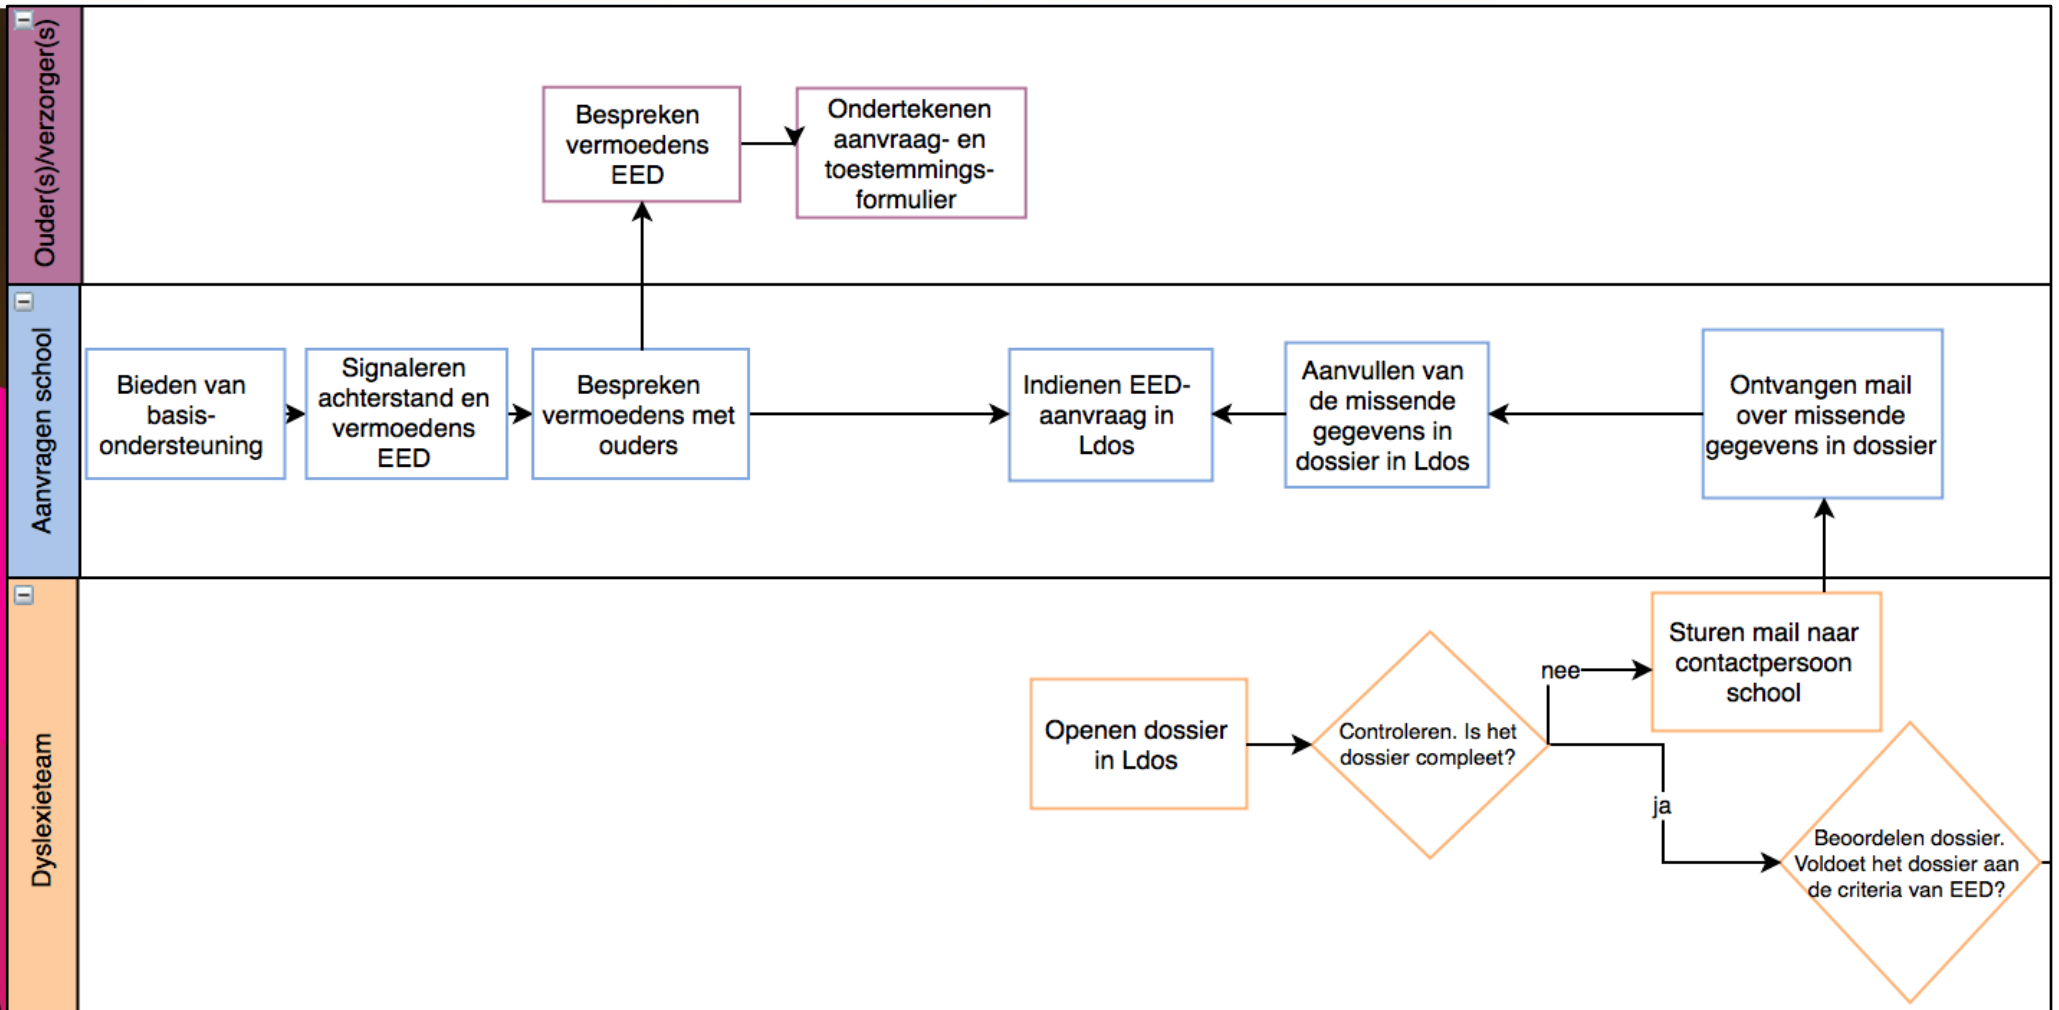 Ouder(s)/verzorger(s)
Bespreken
vermoedens
EED
Ondertekenen
aanvraag- en
toestemmings-
formulier
Aanvragen school
Bieden van
basis-
ondersteuning
Signaleren
achterstand en
vermoedens
EED
Bespreken
vermoedens met
ouders
Indienen EED-
aanvraag in
Ldos
Aanvullen van
de missende
gegevens in
dossier in Ldos
Ontvangen mail
over missende
gegevens in dossier
Dyslexieteam
Openen dossier
in Ldos
Controleren. Is het
dossier compleet?
nee
Sturen mail naar
contactpersoon
school
ja
Beoordelen dossier.
Voldoet het dossier aan
de criteria van EED?